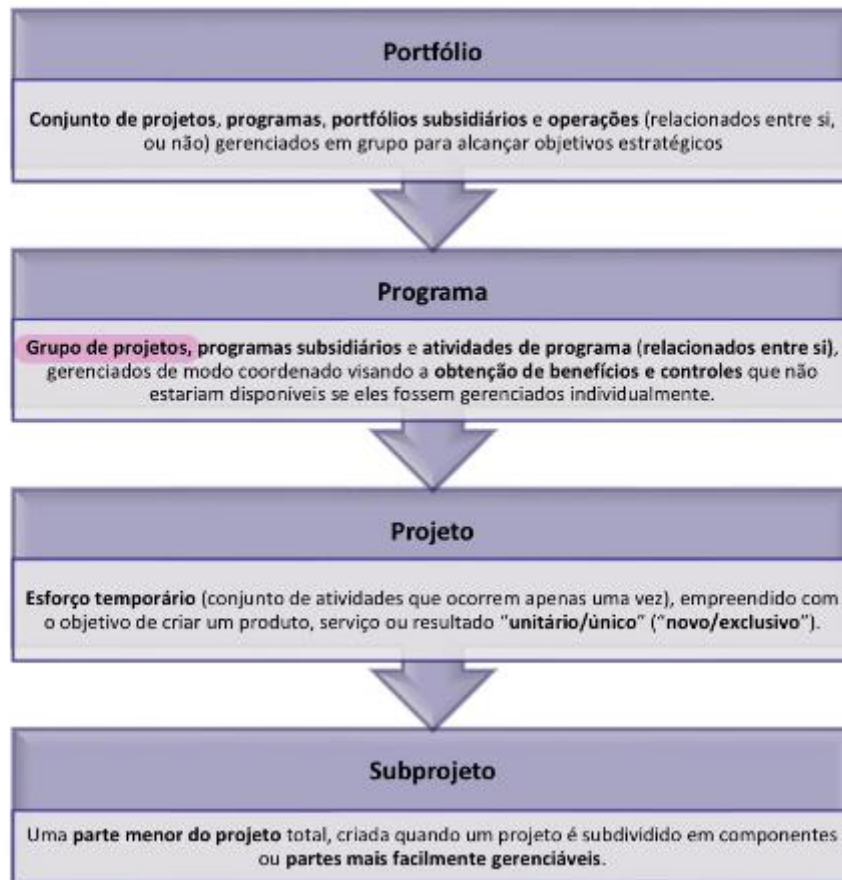 Portfólio
Conjunto de projetos, programas, portfólios subsidiários e operações (relacionados entre si,
ou não) gerenciados em grupo para alcançar objetivos estratégicos
Programa
Grupo de projetos, programas subsidiários e atividades de programa (relacionados entre si),
gerenciados de modo coordenado visando a obtenção de benefícios e controles que não
estariam disponíveis se eles fossem gerenciados individualmente.
Projeto
Esforço temporário (conjunto de atividades que ocorrem apenas uma vez), empreendido com
o objetivo de criar um produto, serviço ou resultado “unitário/único” (“novo/exclusivo”).
Subprojeto
Uma parte menor do projeto total, criada quando um projeto é subdividido em componentes
ou partes mais facilmente gerenciáveis.